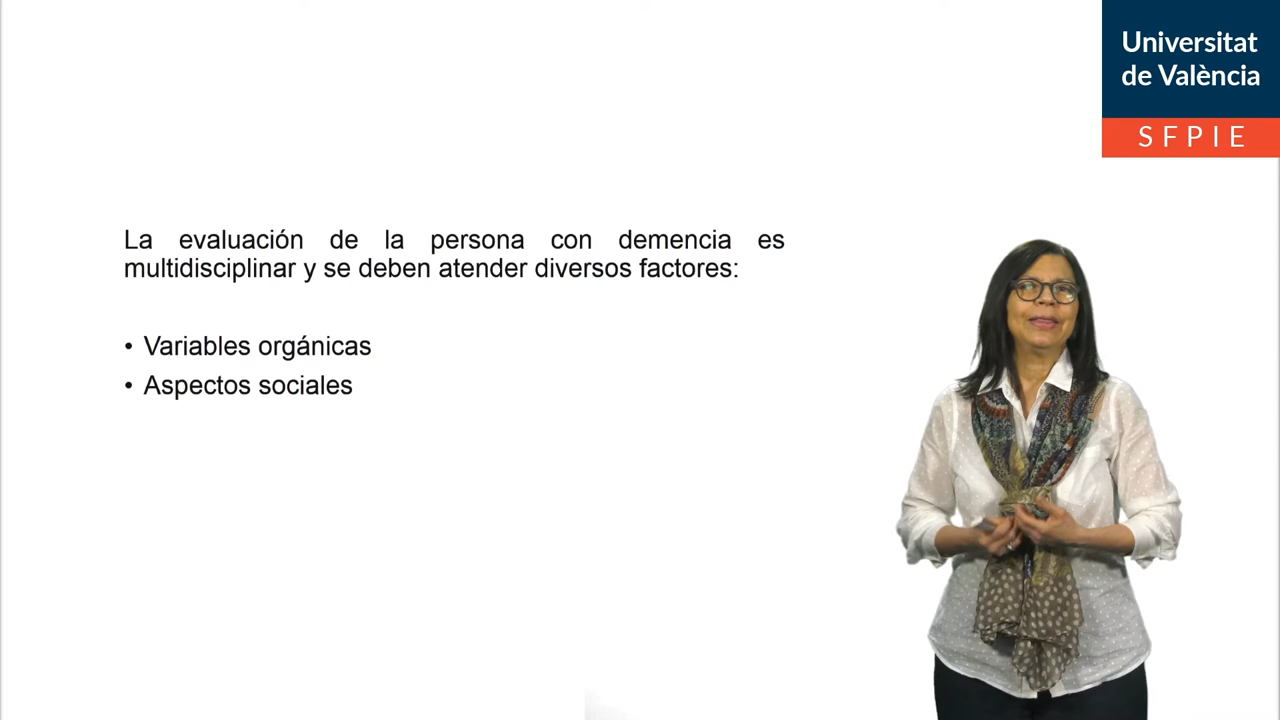 Universitat
de València
SFPIE
La evaluación de la persona con demencia es
multidisciplinar y se deben atender diversos factores:
• Variables orgánicas
• Aspectos sociales